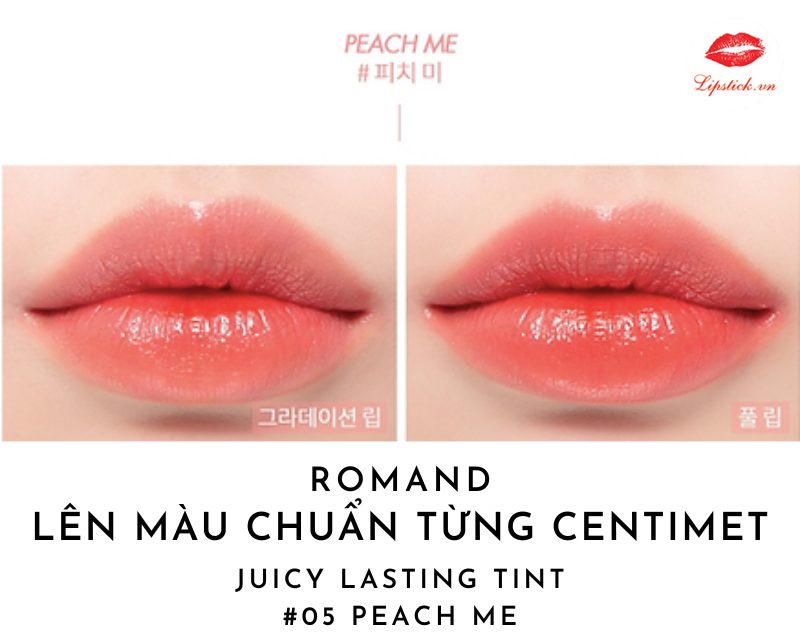 PEACH ME
#피치 미
Lipstick.vn
그라데이션 립
풀 립
ROMAND
LÊN MÀU CHUẨN TỪNG CENTIMET
JUICY LASTING TINT
#05 PEACH ME